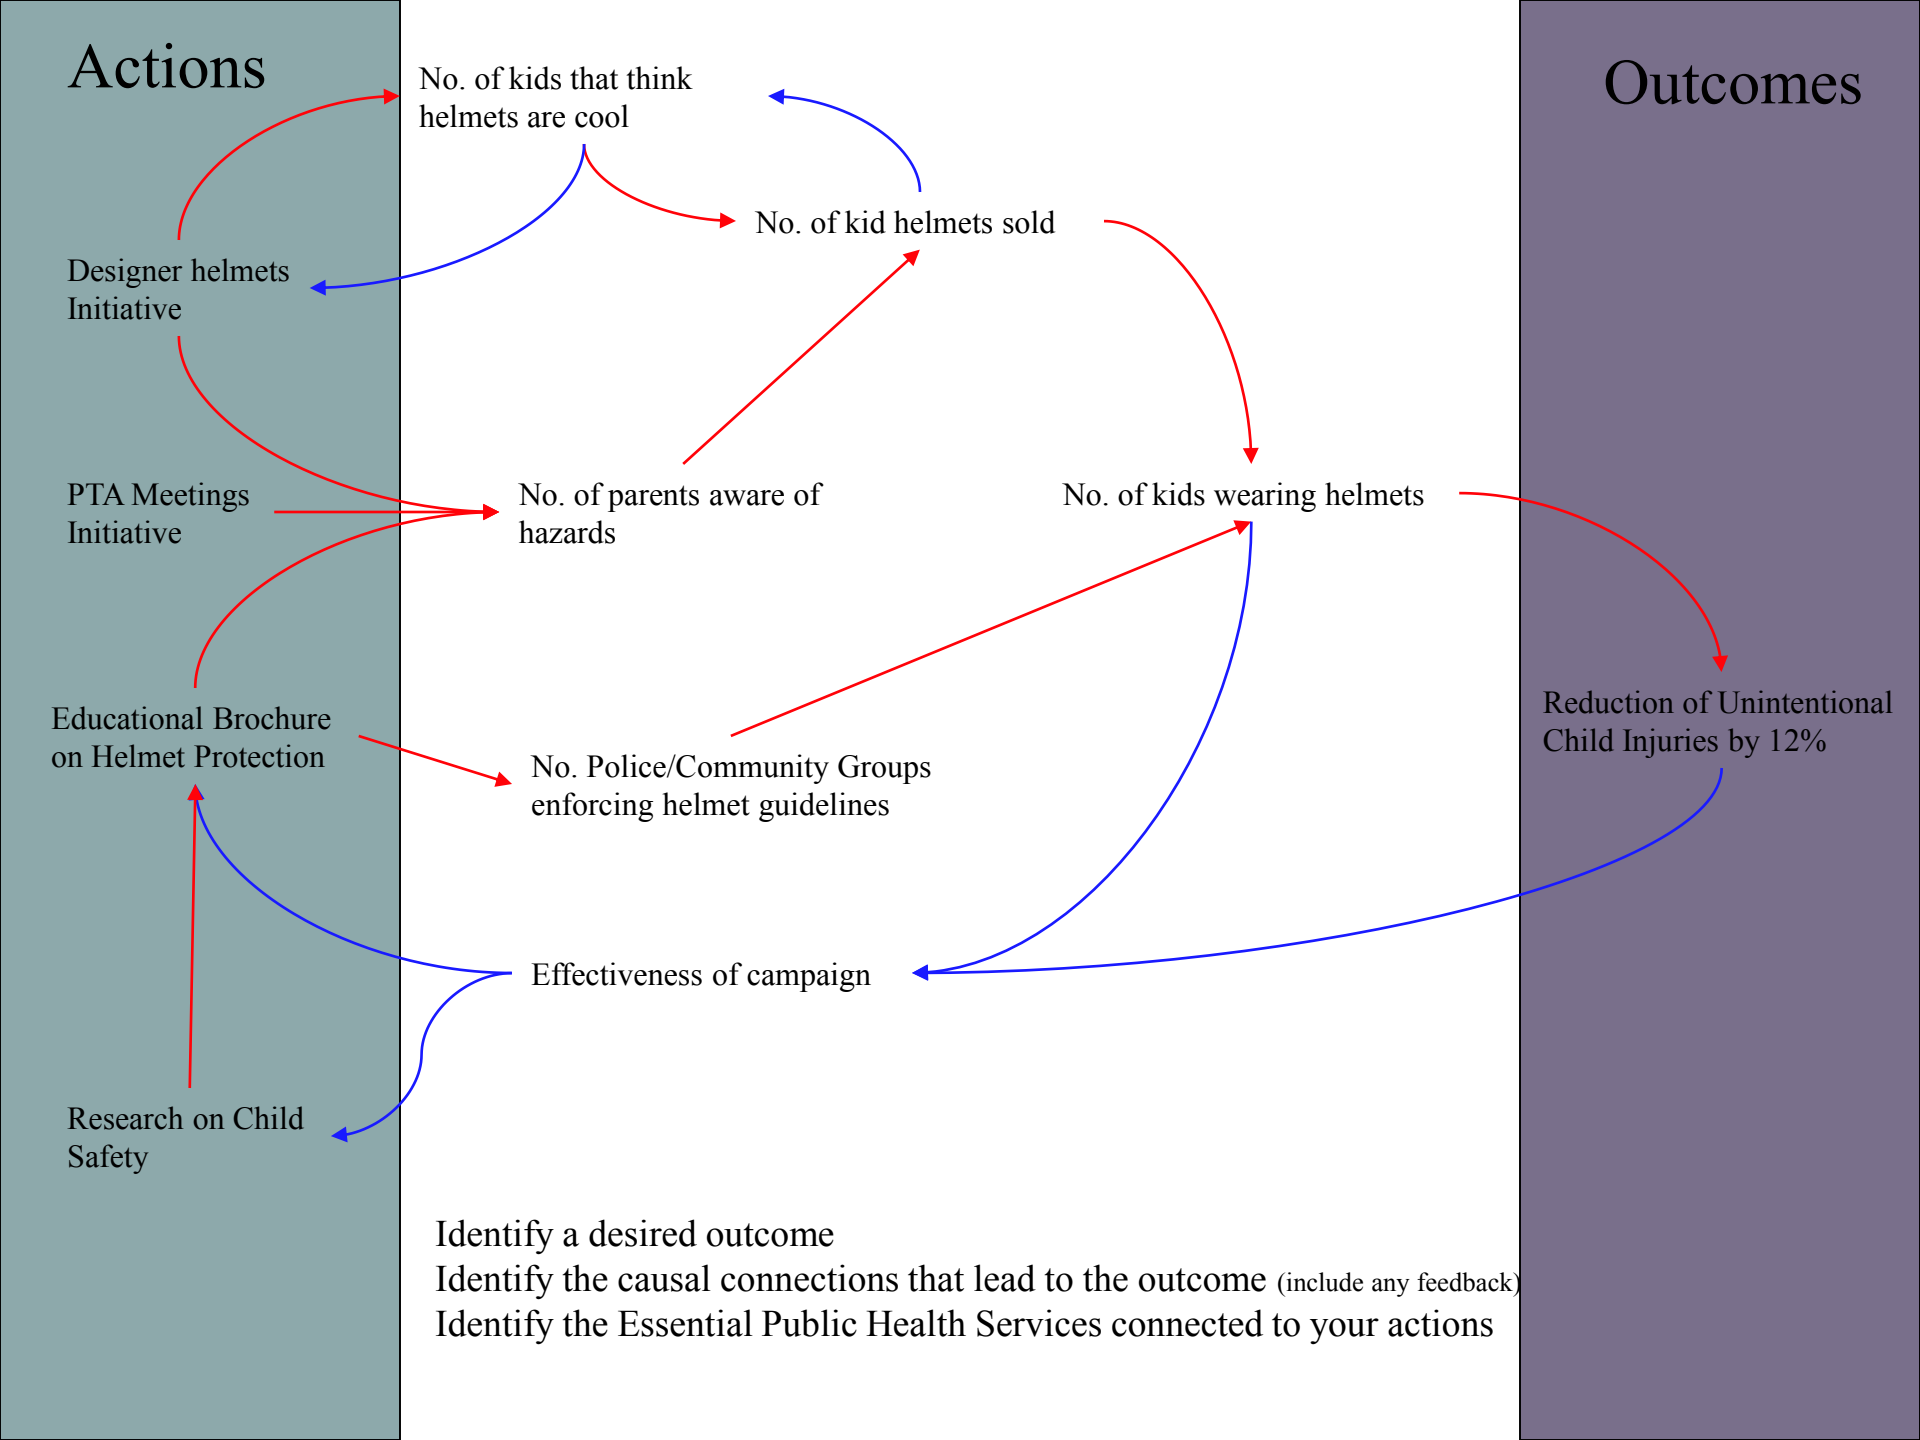 Actions
Outcomes
No. of kids that think
helmets are cool
No. of kid helmets sold
Designer helmets
Initiative
PTA Meetings
Initiative
No. of parents aware of
hazards
No. of kids wearing helmets
Educational Brochure
on Helmet Protection
No. Police/Community Groups
enforcing helmet guidelines
Reduction of Unintentional
Child Injuries by 12%
Effectiveness of campaign
Research on Child
Safety
Identify a desired outcome
Identify the causal connections that lead to the outcome (include any feedback)
Identify the Essential Public Health Services connected to your actions